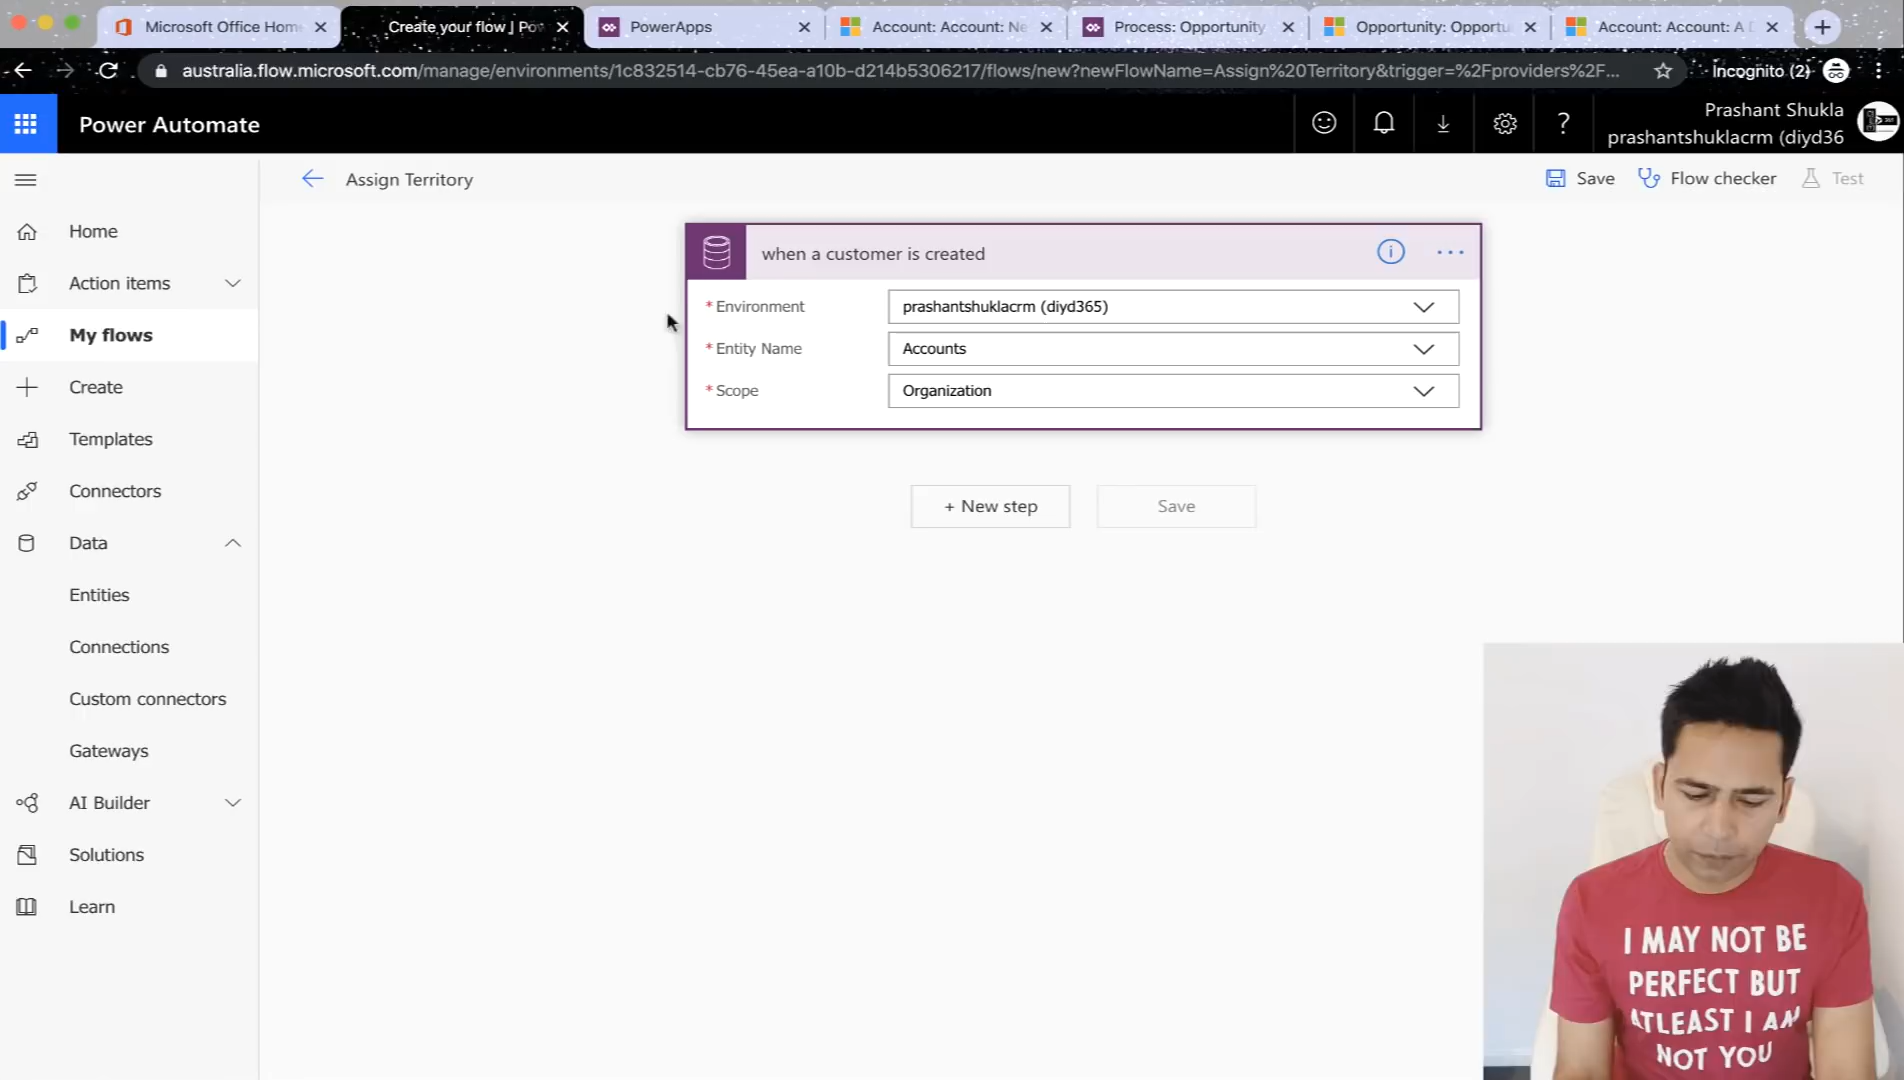 Microsoft Office Hom
Create your flow | Po
PowerApps
Account: Account: Ne
Process: Opportunity
Opportunity: Opportu
Account: Account: A
australia.flow.microsoft.com/manage/environments/1c832514-cb76-45ea-a10b-d214b5306217/flows/new?newFlowName=Assign%20Territory&trigger=%2Fproviders%2F...
Incognito (2)
Power Automate
?
Prashant Shukla
prashantshuklacrm (diyd36
Assign Territory
Save
Flow checker
Test
Home
Action items
My flows
Create
Templates
Connectors
Data
Entities
Connections
Custom connectors
Gateways
AI Builder
Solutions
Learn
when a customer is created
i
...
* Environment
prashantshuklacrm (diyd365)
* Entity Name
Accounts
* Scope
Organization
+ New step
Save
I MAY NOT BE
PERFECT BUT
ATLEAST I AM
NOT YOU